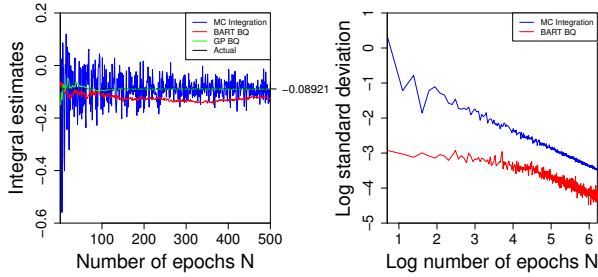 0.2
0.0
−0.2
−0.4
−0.6
Integral estimates
MC Integration
BART BQ
GP BQ
Actual
−0.08921
100
200
300
400
500
Number of epochs N
1
0
−1
−2
−3
−4
−5
Log standard deviation
MC Integration
BART BQ
1
2
3
4
5
6
Log number of epochs N